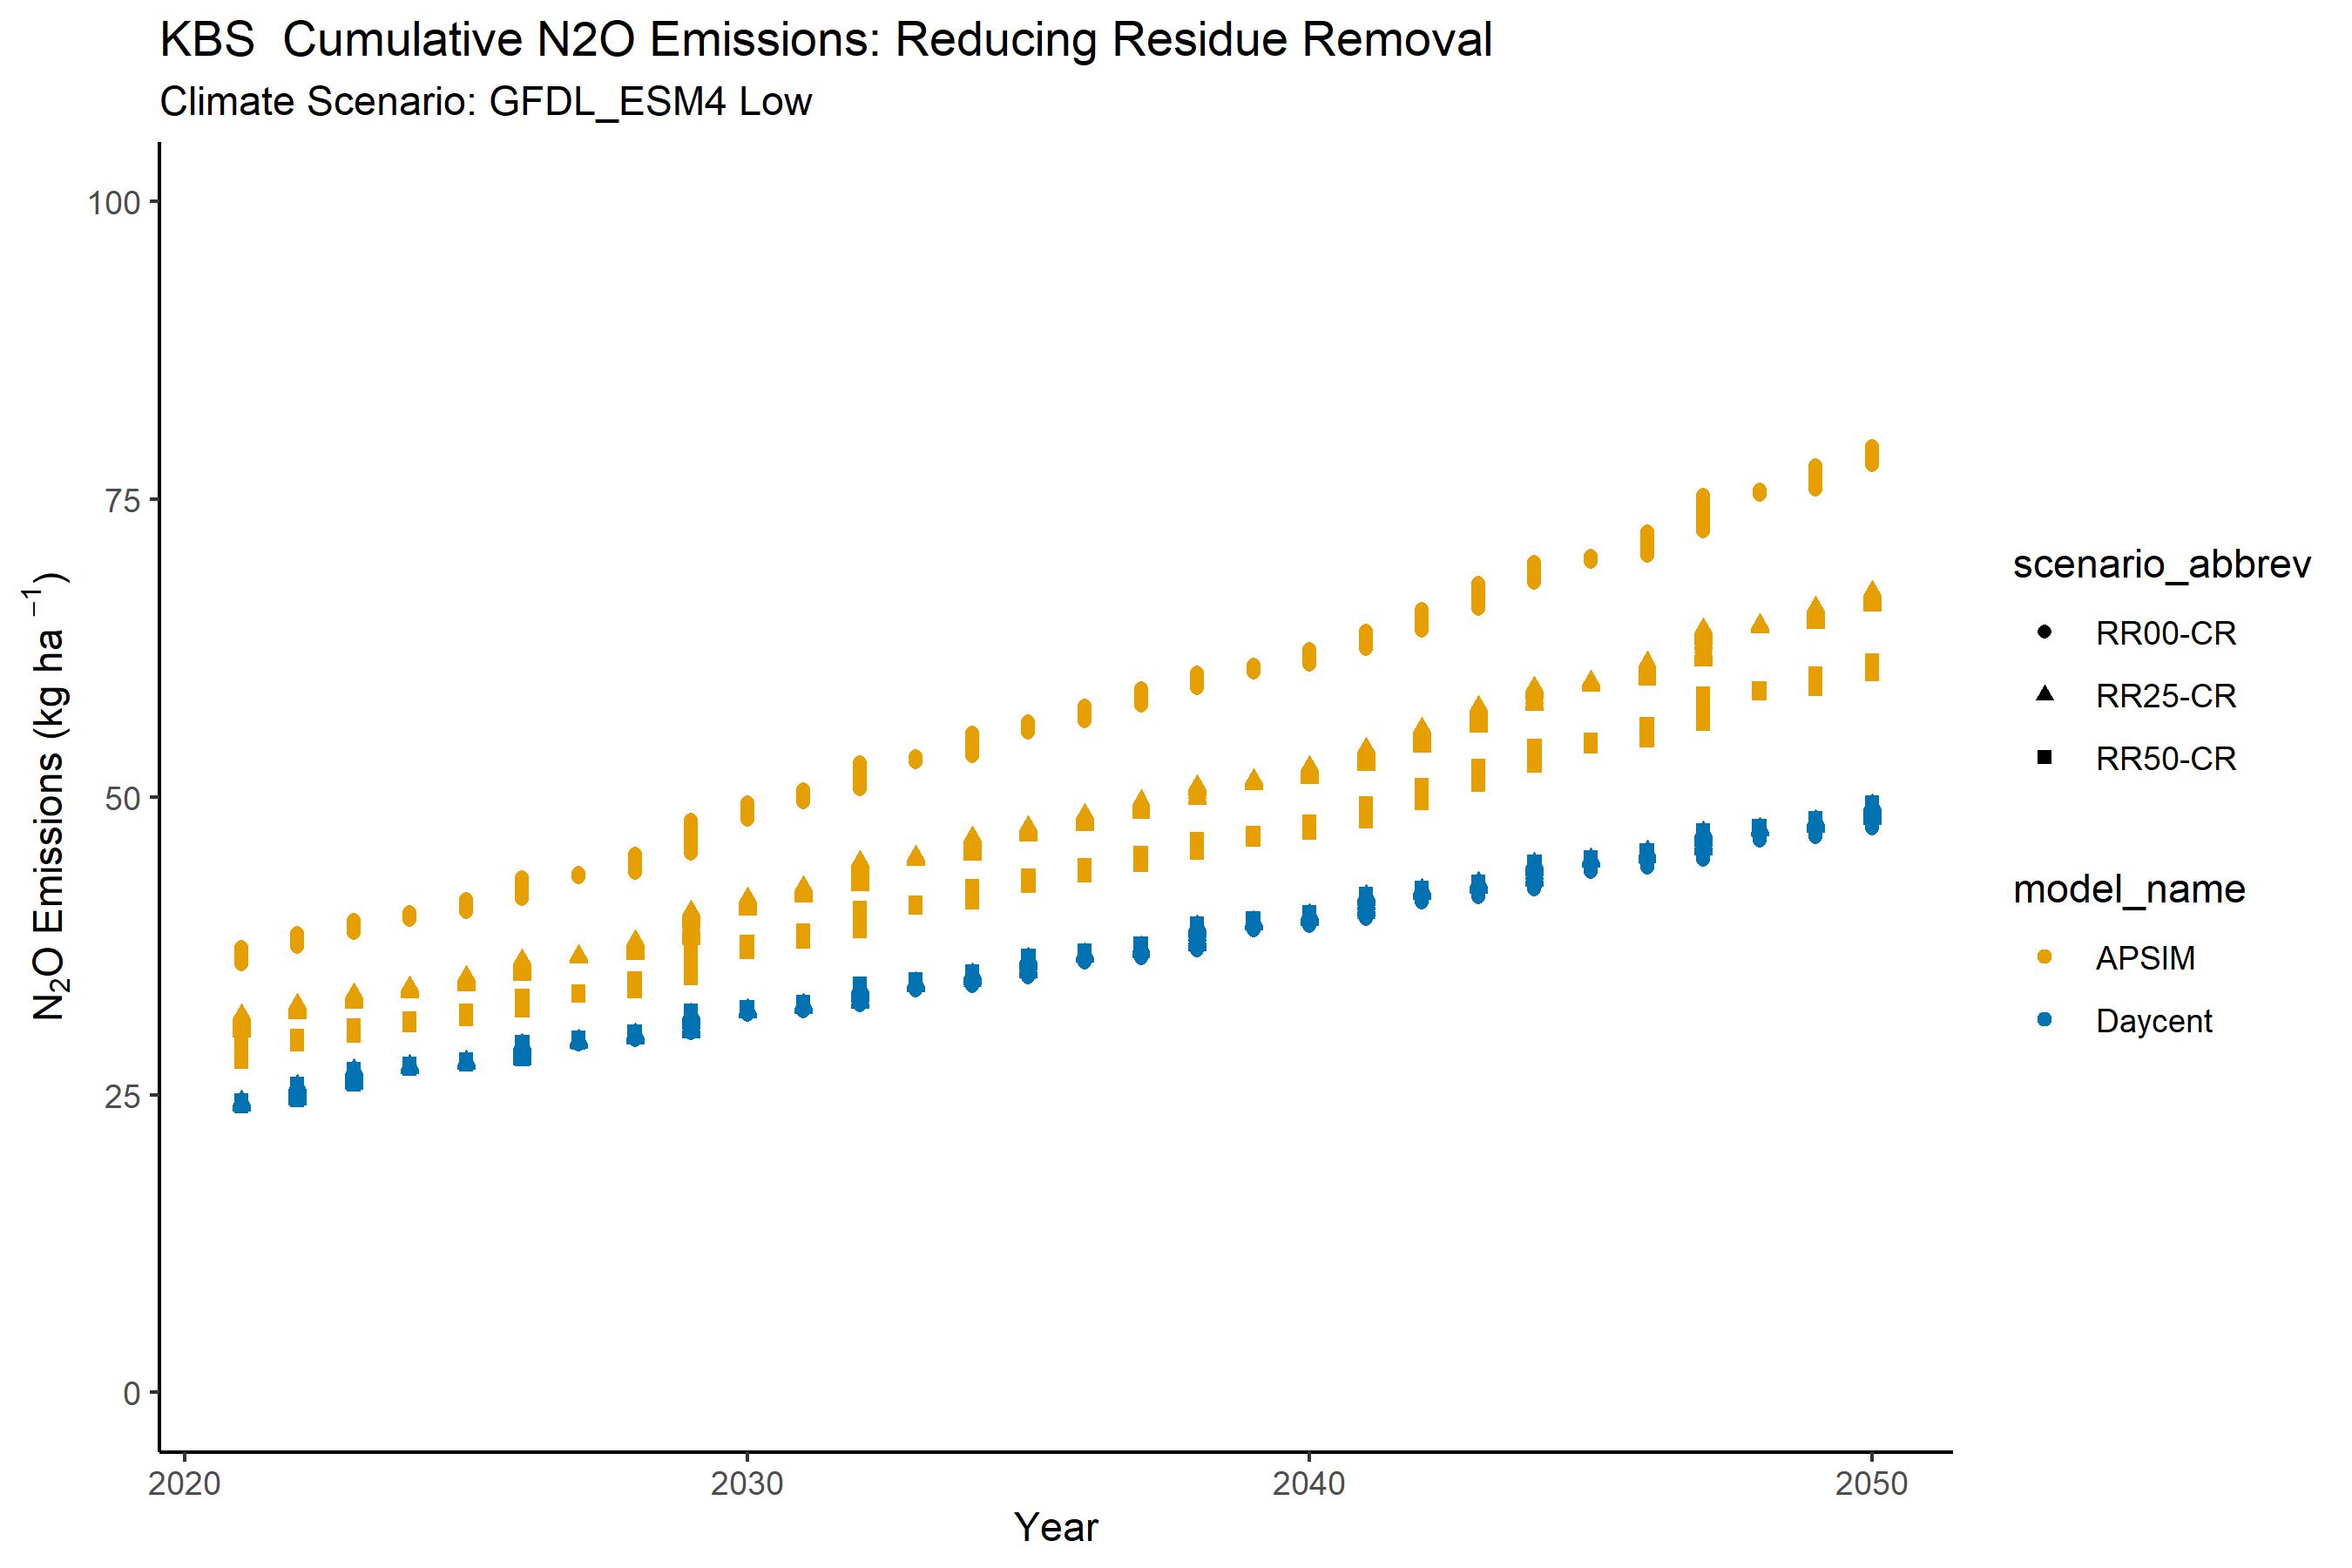 KBS  Cumulative N2O Emissions: Reducing Residue Removal
Climate Scenario: GFDL_ESM4 Low
N₂O Emissions (kg ha ⁻¹)
100
75
50
25
0
2020 2030 2040 2050
Year
scenario_abbrev
RR00-CR
RR25-CR
RR50-CR
model_name
APSIM
Daycent